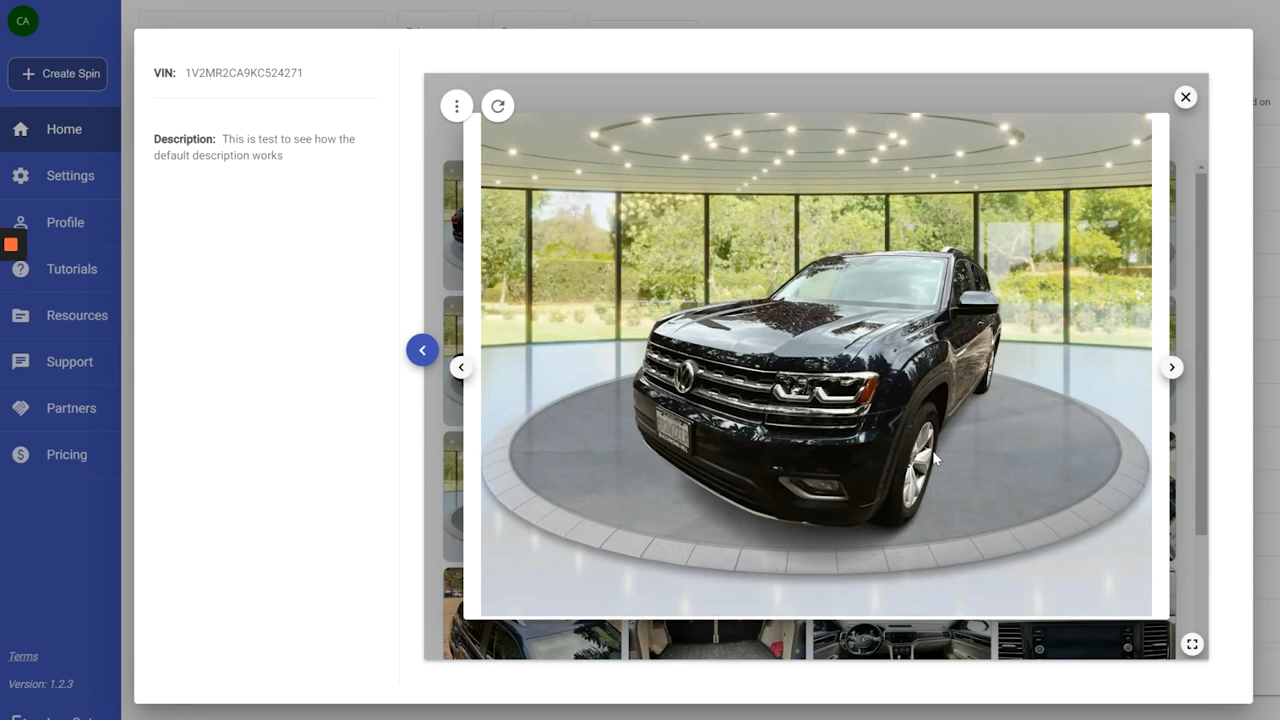 CA
Create Spin
Home
Settings
Profile
Tutorials
Resources
Support
Partners
Pricing
Terms
Version: 1.2.3
VIN: 1V2MR2CA9KC524271
Description: This is test to see how the
default description works
d on